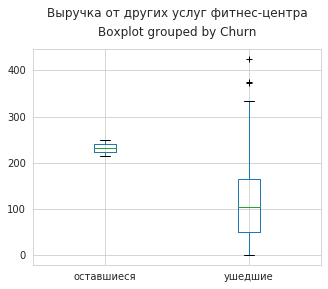 Выручка от других услуг фитнес-центра
Boxplot grouped by Churn
400
300
200
100
0
оставшиеся
ушедшие